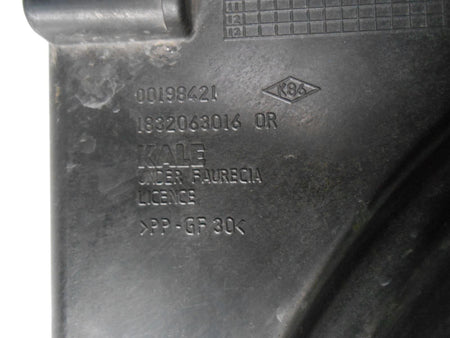 00198421
K86
1832063016 OR
KALE
UNDER FAURECIA
LICENCE
>PP-GF30<